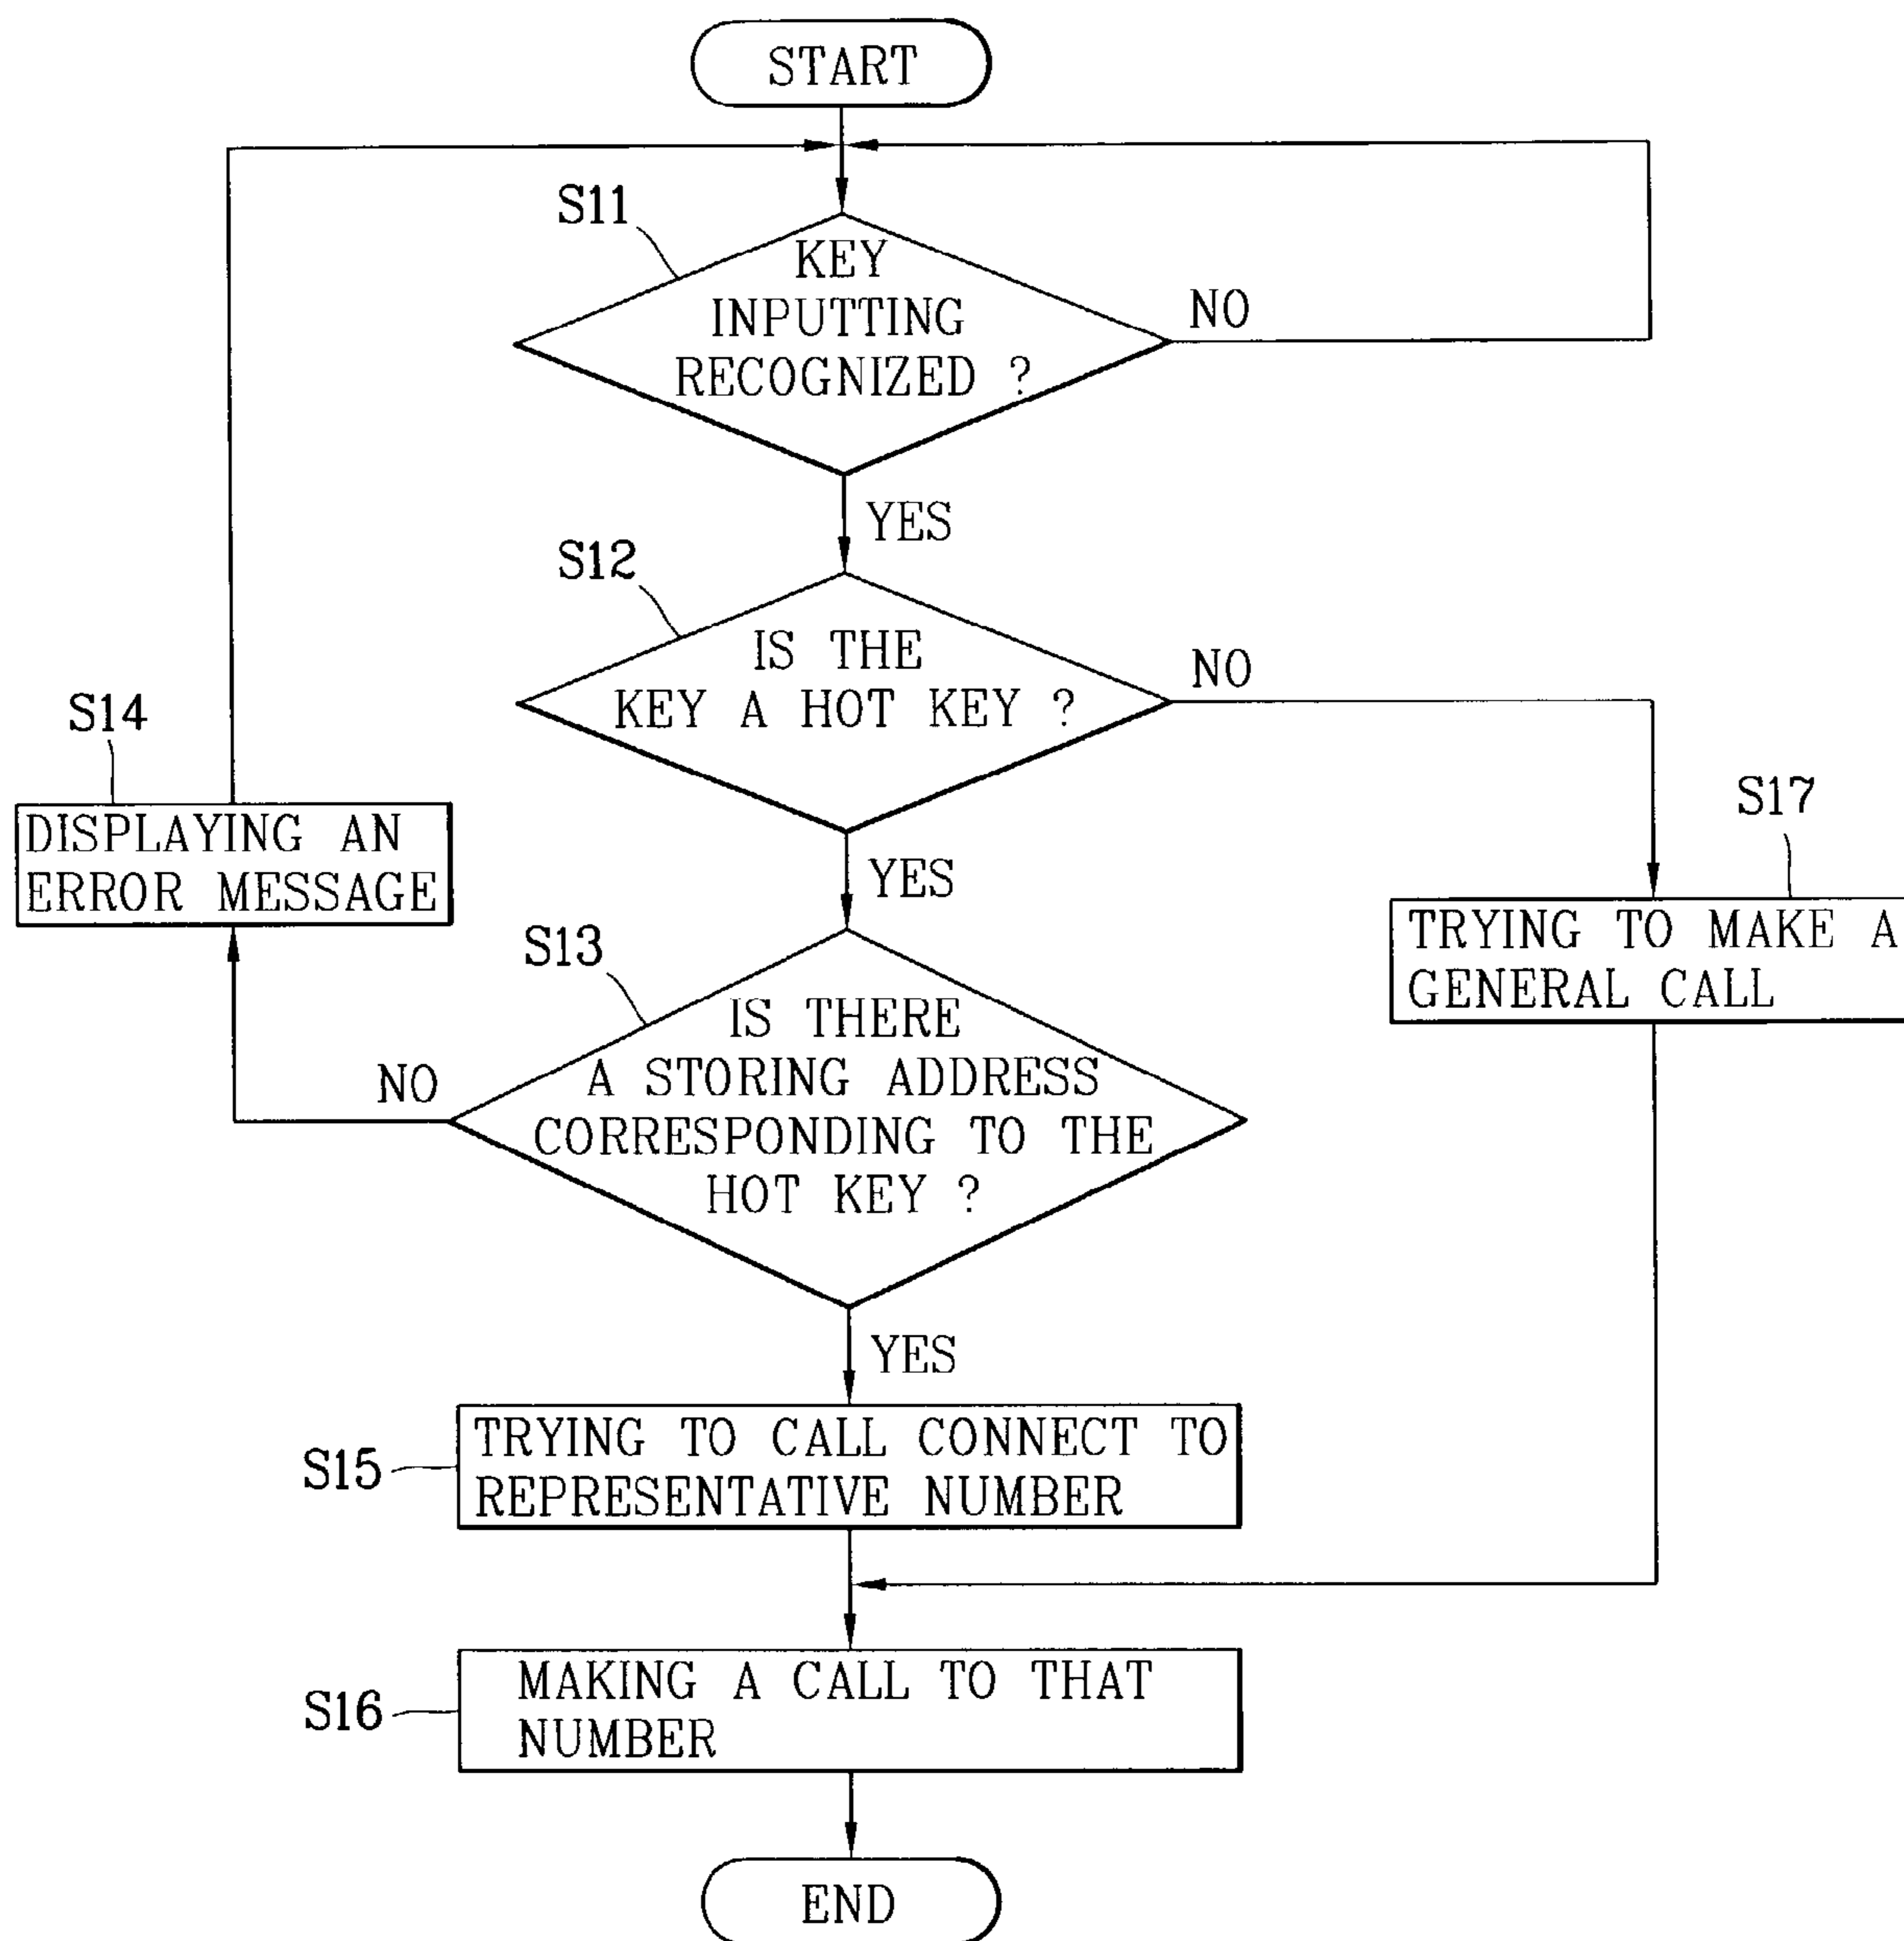 START
S11
KEY
INPUTTING
RECOGNIZED ?
NO
YES
S12
IS THE
KEY A HOT KEY ?
NO
S14
DISPLAYING AN
ERROR MESSAGE
YES
S17
TRYING TO MAKE A
GENERAL CALL
S13
IS THERE
A STORING ADDRESS
CORRESPONDING TO THE
HOT KEY ?
NO
YES
S15
TRYING TO CALL CONNECT TO
REPRESENTATIVE NUMBER
S16
MAKING A CALL TO THAT
NUMBER
END